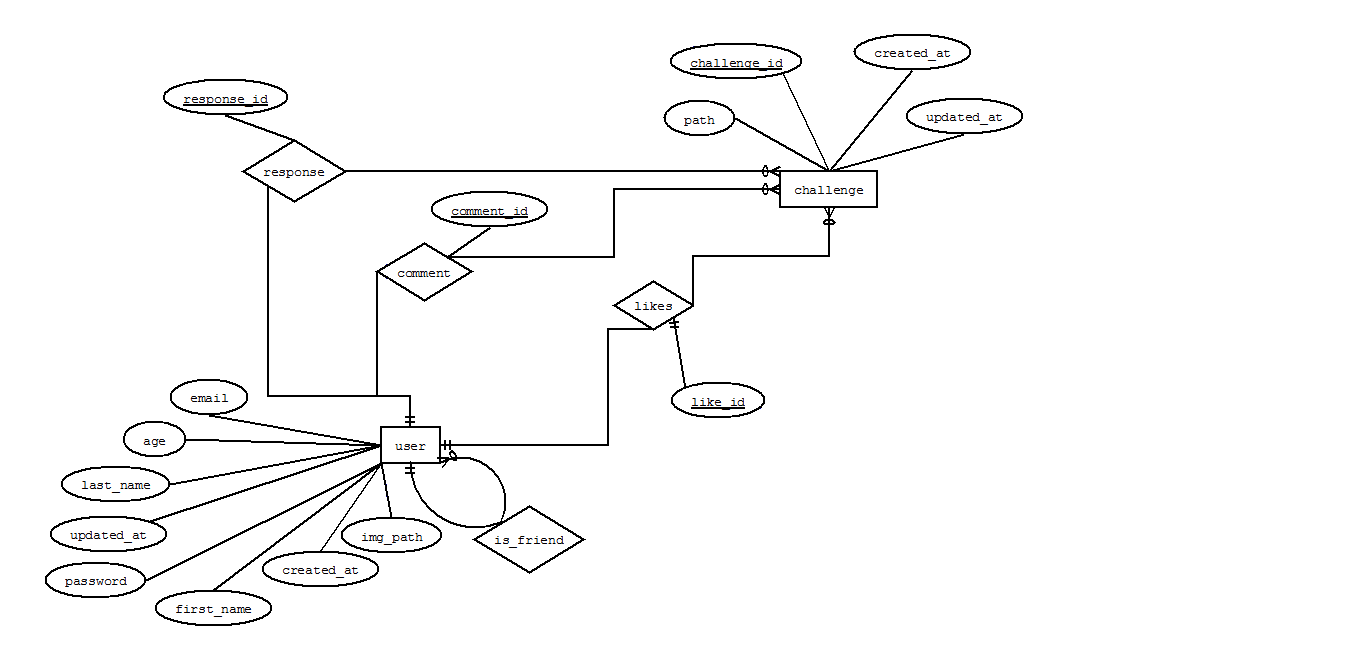 created_at
challenge_id
response_id
path
updated_at
response
challenge
comment_id
comment
likes
email
like_id
age
user
last_name
updated_at
img_path
is_friend
created_at
password
first_name